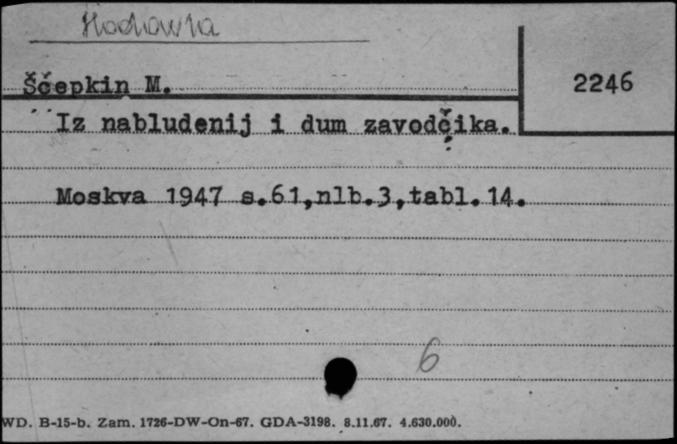 Hodowla
Ščepkin M.
2246
Iz nabludenij i dum zavodčika.
Moskva 1947 s.61,nlb.3,tabl.14.
6
WD. B-15-b. Zam. 1726-DW-On-67. GDA-3198. 8.11.67. 4.630.000.